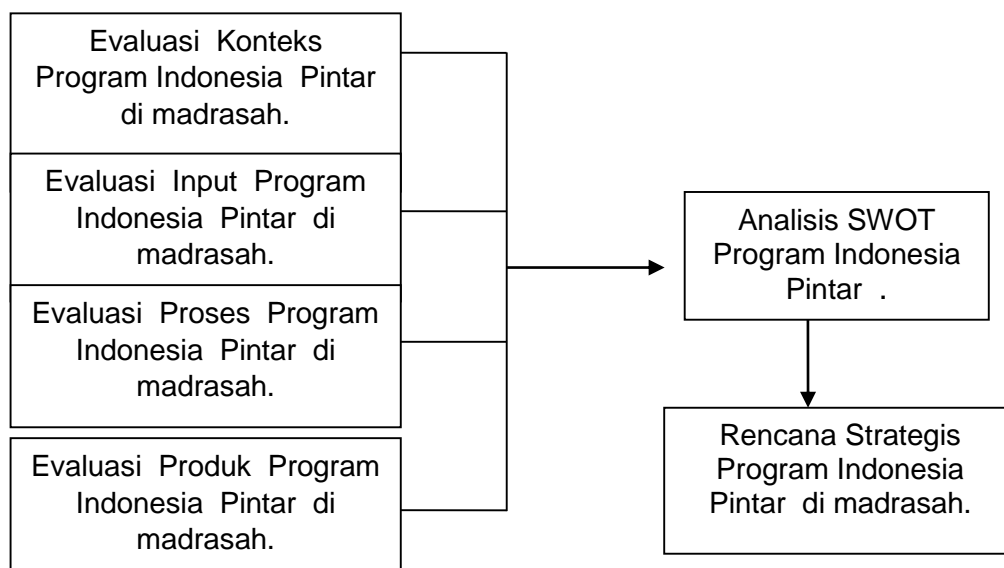 Evaluasi Konteks
Program Indonesia Pintar
di madrasah.
Evaluasi Input Program
Indonesia Pintar di
madrasah.
Evaluasi Proses Program
Indonesia Pintar di
madrasah.
Evaluasi Produk Program
Indonesia Pintar di
madrasah.
Analisis SWOT
Program Indonesia
Pintar .
Rencana Strategis
Program Indonesia
Pintar di madrasah.